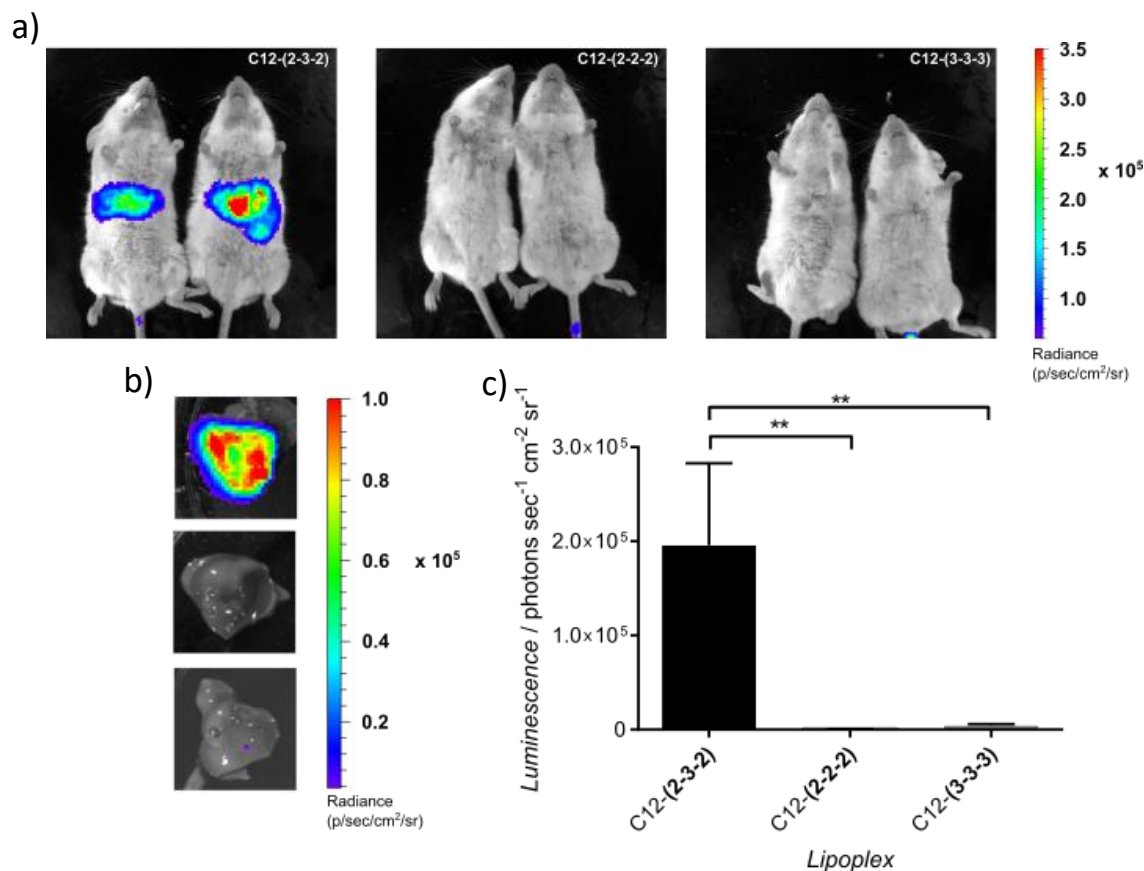 a)
C12-(2-3-2)
C12-(2-2-2)
C12-(3-3-3)
3.5
3.0
2.5
x 10⁵
2.0
1.5
1.0
Radiance
(p/sec/cm²/sr)
b)
1.0
0.8
0.6
x 10⁵
0.4
0.2
Radiance
(p/sec/cm²/sr)
c)
**
**
Luminescence / photons sec⁻¹ cm⁻² sr⁻¹
3.0×10⁵
2.0×10⁵
1.0×10⁵
0
C12-(2-3-2)
C12-(2-2-2)
C12-(3-3-3)
Lipoplex